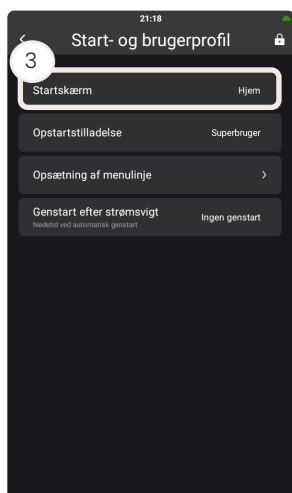 21:18
Start- og brugerprofil
3
Startskærm Hjem
Opstartstilladelse Superbruger
Opsætning af menulinje
Genstart efter strømsvigt Ingen genstart
Nedetid ved automatisk genstart